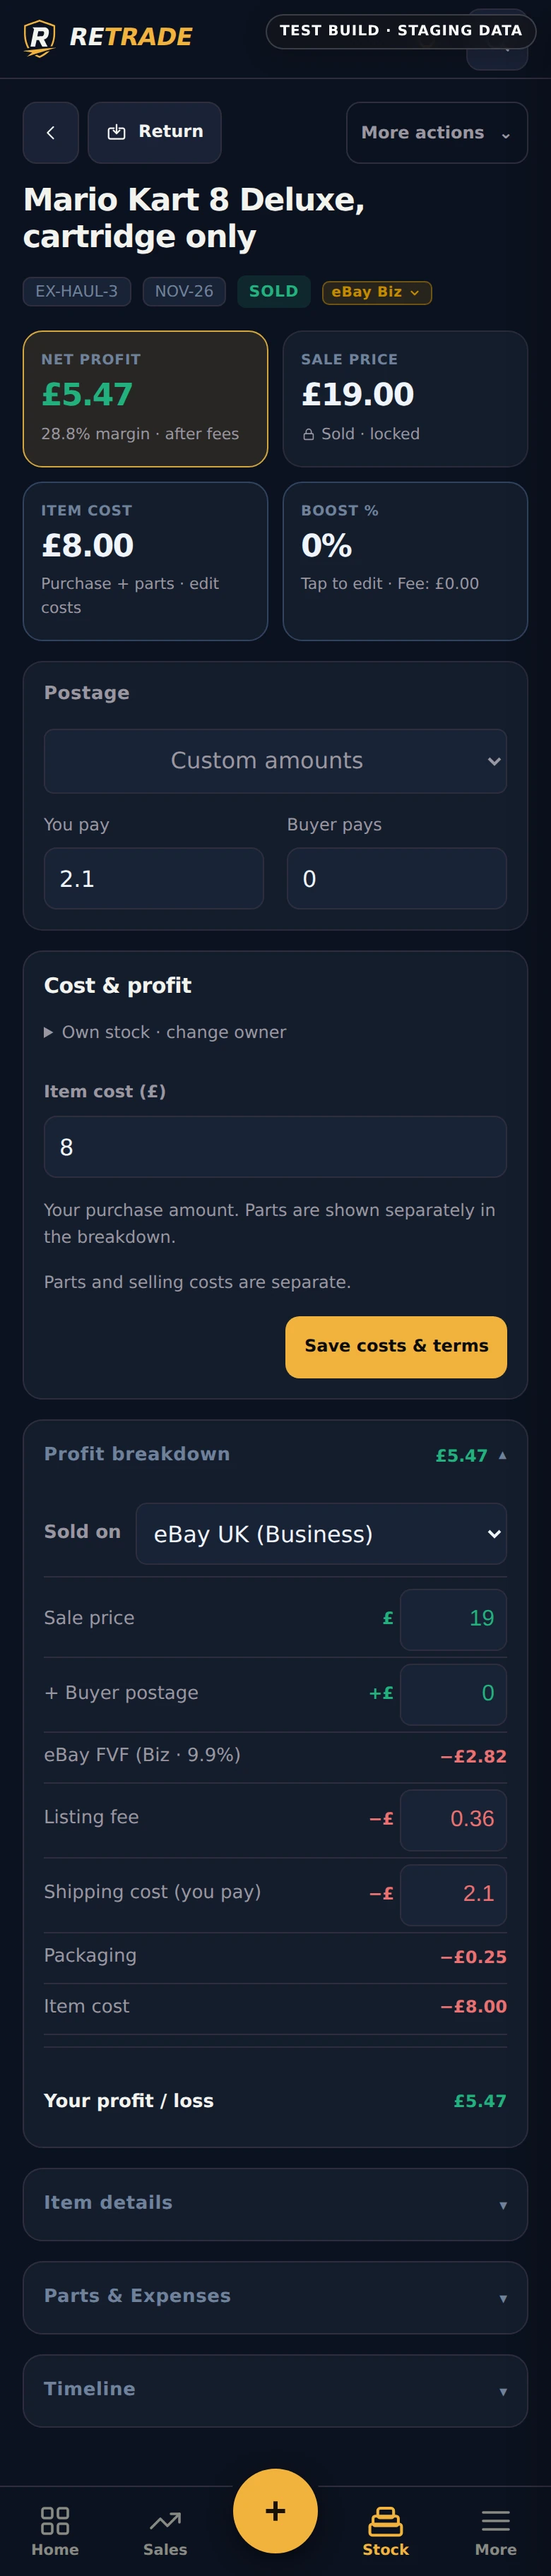 RETRADE
TEST BUILD · STAGING DATA
Return
More actions
Mario Kart 8 Deluxe,
cartridge only
EX-HAUL-3
NOV-26
SOLD
eBay Biz
NET PROFIT
£5.47
28.8% margin · after fees
SALE PRICE
£19.00
Sold · locked
ITEM COST
£8.00
Purchase + parts · edit
costs
BOOST %
0%
Tap to edit · Fee: £0.00
Postage
Custom amounts
You pay
Buyer pays
2.1
0
Cost & profit
Own stock · change owner
Item cost (£)
8
Your purchase amount. Parts are shown separately in
the breakdown.
Parts and selling costs are separate.
Save costs & terms
Profit breakdown £5.47
Sold on eBay UK (Business)
Sale price £ 19
+ Buyer postage +£ 0
eBay FVF (Biz · 9.9%) −£2.82
Listing fee −£ 0.36
Shipping cost (you pay) −£ 2.1
Packaging −£0.25
Item cost −£8.00
Your profit / loss £5.47
Item details
Parts & Expenses
Timeline
+
Home
Sales
Stock
More